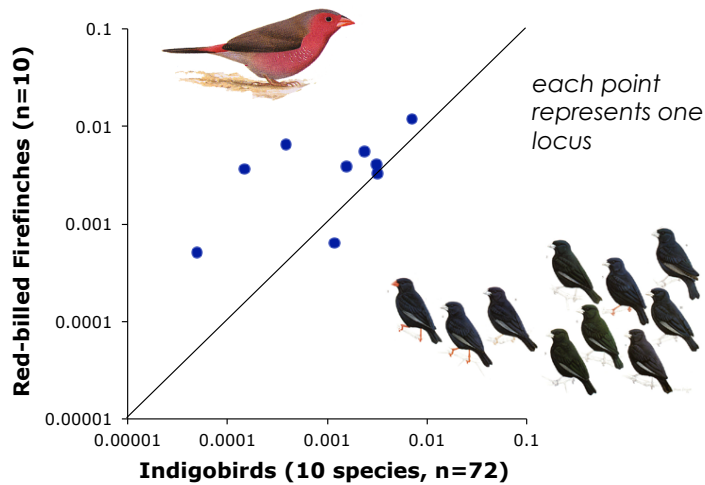 0.1
0.01
0.001
0.0001
0.00001
Red-billed Firefinches (n=10)
each point
represents one
locus
0.00001 0.0001 0.001 0.01 0.1
Indigobirds (10 species, n=72)